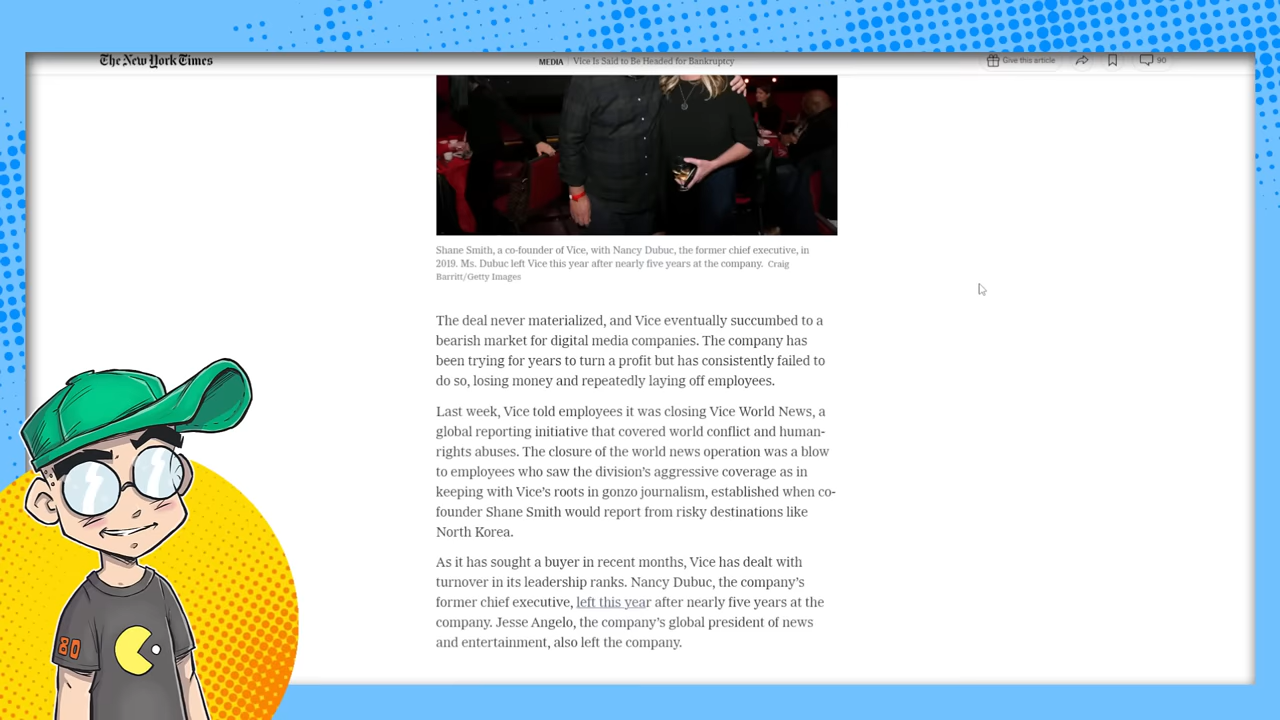 The New York Times
MEDIA | Vice Is Said to Be Headed for Bankruptcy
Give this article
90
Shane Smith, a co-founder of Vice, with Nancy Dubuc, the former chief executive, in
2019. Ms. Dubuc left Vice this year after nearly five years at the company. Craig
Barritt/Getty Images
The deal never materialized, and Vice eventually succumbed to a
bearish market for digital media companies. The company has
been trying for years to turn a profit but has consistently failed to
do so, losing money and repeatedly laying off employees.
Last week, Vice told employees it was closing Vice World News, a
global reporting initiative that covered world conflict and human-
rights abuses. The closure of the world news operation was a blow
to employees who saw the division's aggressive coverage as in
keeping with Vice's roots in gonzo journalism, established when co-
founder Shane Smith would report from risky destinations like
North Korea.
As it has sought a buyer in recent months, Vice has dealt with
turnover in its leadership ranks. Nancy Dubuc, the company's
former chief executive, left this year after nearly five years at the
company. Jesse Angelo, the company's global president of news
and entertainment, also left the company.
80